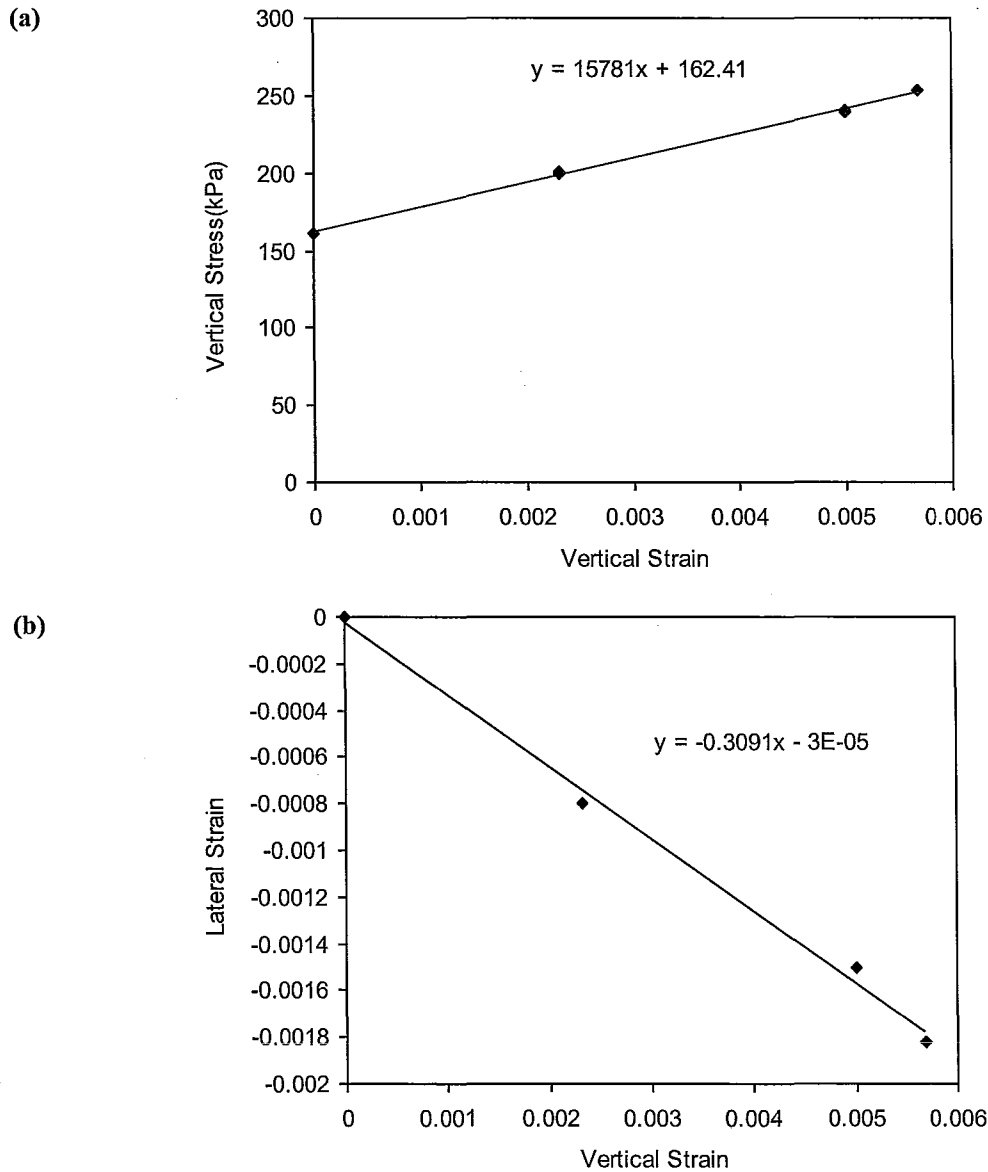 (a)
300
250
200
150
100
50
0
Vertical Stress(kPa)
y = 15781x + 162.41
0 0.001 0.002 0.003 0.004 0.005 0.006
Vertical Strain
(b)
0
-0.0002
-0.0004
-0.0006
-0.0008
-0.001
-0.0012
-0.0014
-0.0016
-0.0018
-0.002
Lateral Strain
y = -0.3091x - 3E-05
0 0.001 0.002 0.003 0.004 0.005 0.006
Vertical Strain